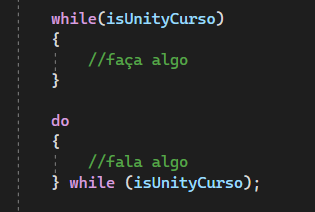 while(isUnityCurso)
{
//faça algo
}
do
{
//fala algo
} while (isUnityCurso);